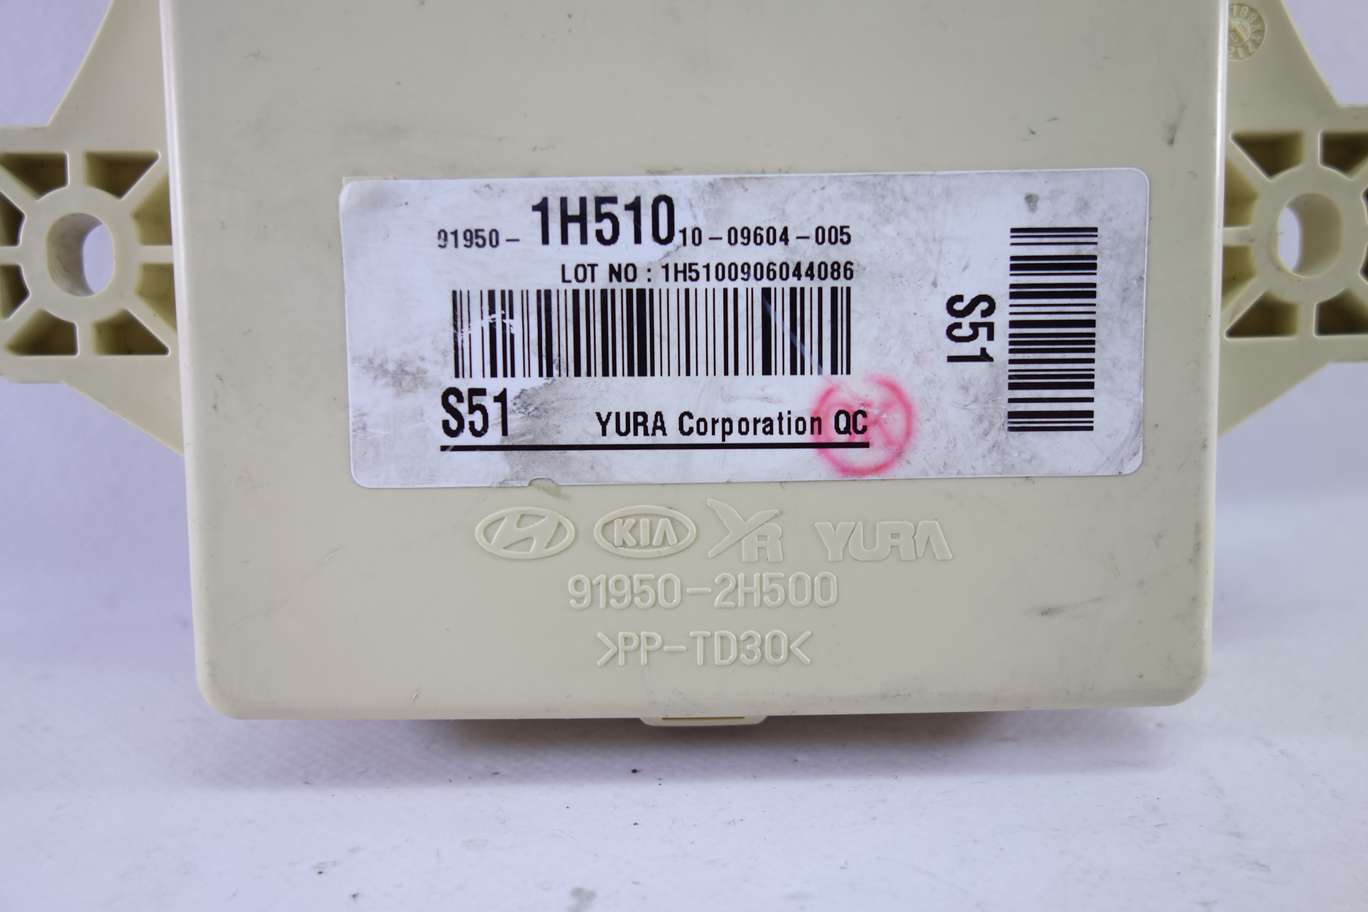 91950- 1H510 10-09604-005
LOT NO : 1H5100906044086
S51
S51
YURA Corporation QC
KIA YR YURA
91950-2H500
>PP-TD30<